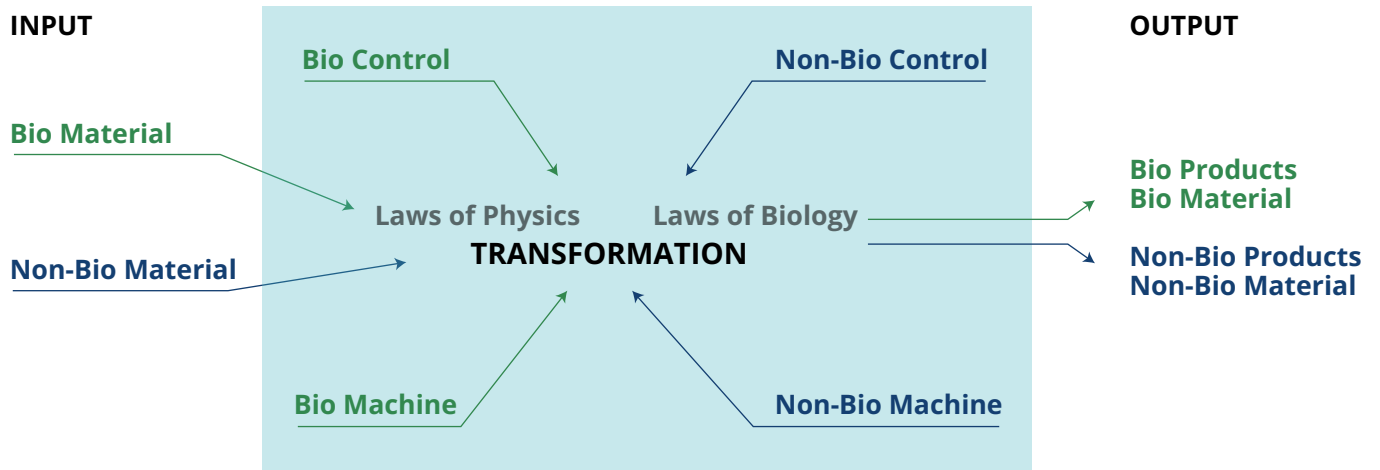 INPUT
OUTPUT
Bio Control
Non-Bio Control
Bio Material
Bio Products
Bio Material
Laws of Physics
Laws of Biology
TRANSFORMATION
Non-Bio Material
Non-Bio Products
Non-Bio Material
Bio Machine
Non-Bio Machine